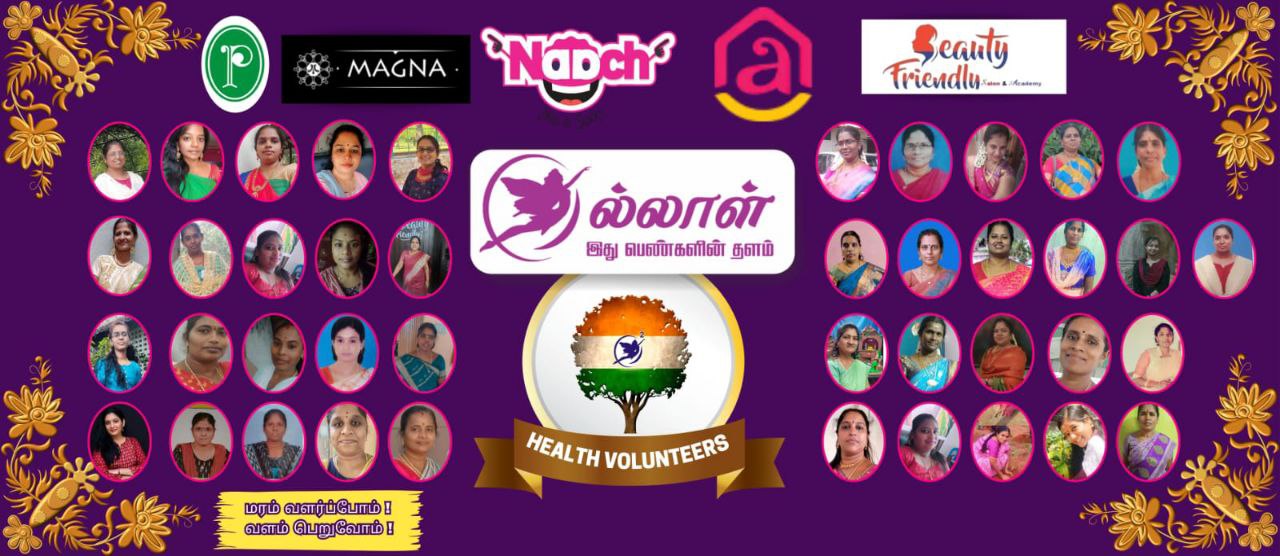 p
MAGNA
Nooch
a
Beauty
Friendly
Salon & Academy
ல்லாள்
இது பெண்களின் தளம்
HEALTH VOLUNTEERS
மரம் வளர்ப்போம் !
வளம் பெறுவோம் !